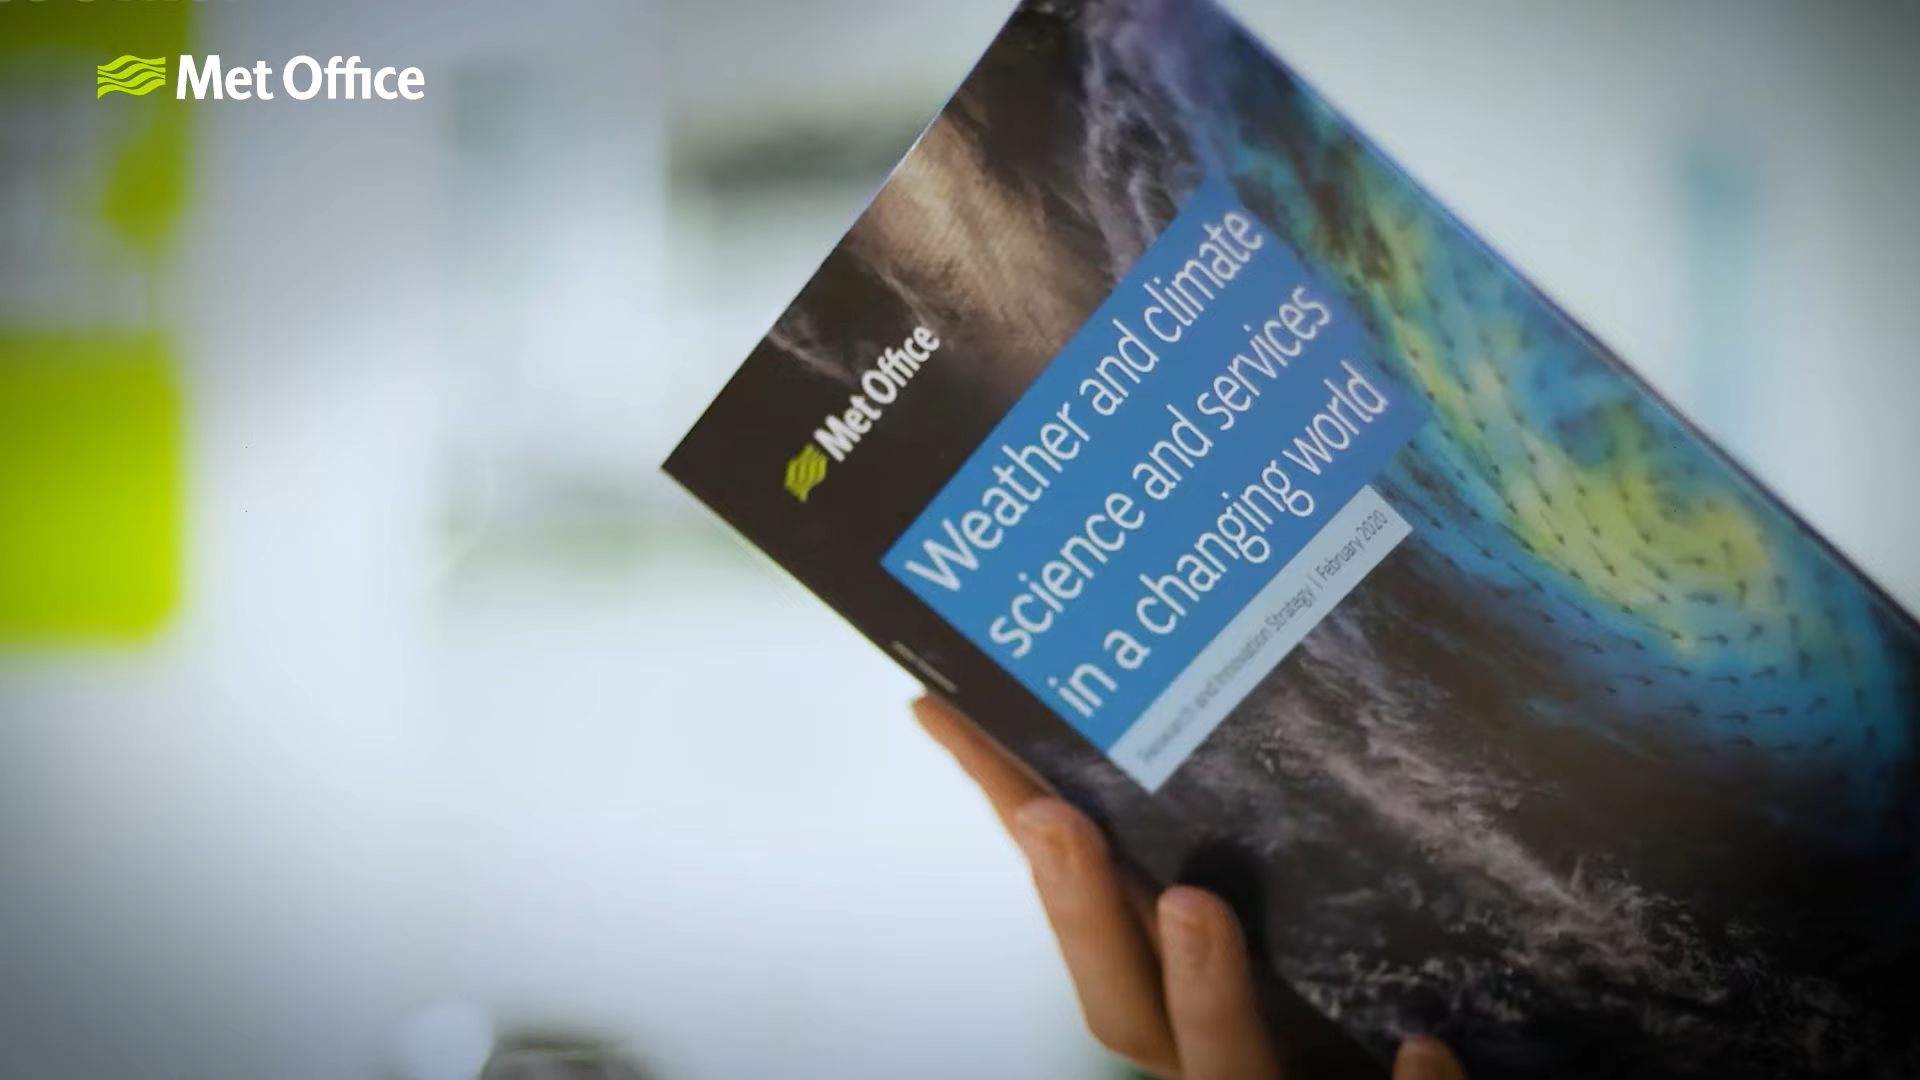 Met Office
Met Office
Weather and climate
science and services
in a changing world
Research and Innovation Strategy | February 2020